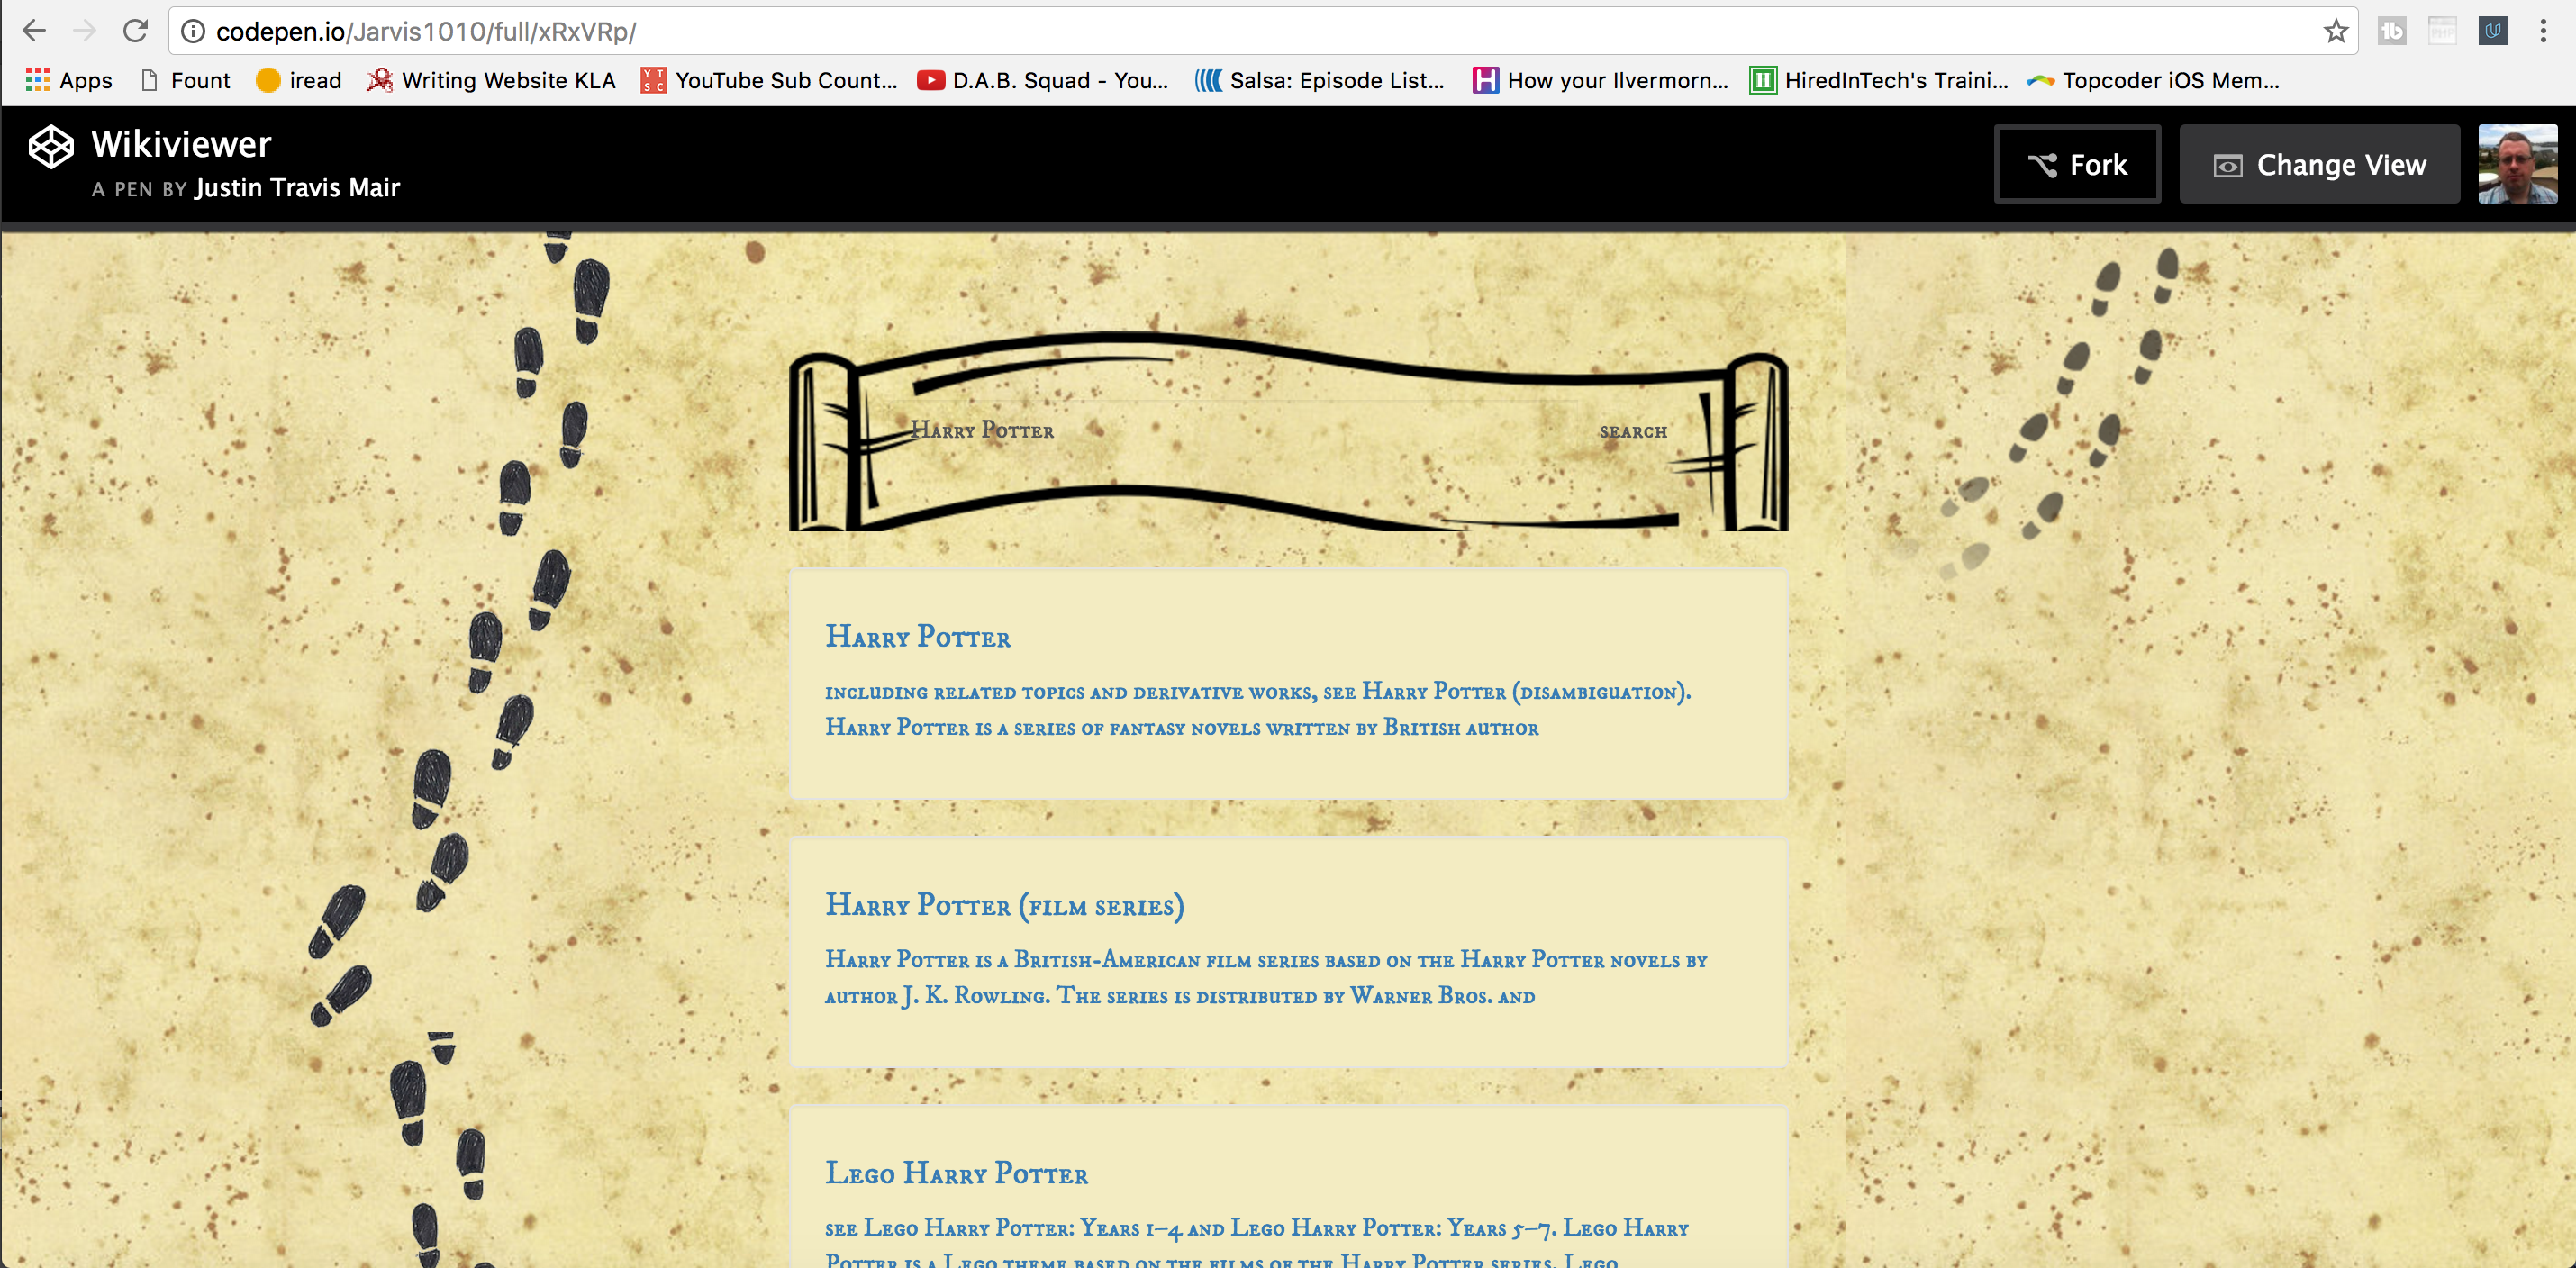 codepen.io/Jarvis1010/full/xRxVRp/
Apps Fount iread Writing Website KLA YouTube Sub Count... D.A.B. Squad - You... Salsa: Episode List... How your Ilvermorn... HiredInTech's Traini... Topcoder iOS Mem...
Wikiviewer
A PEN BY Justin Travis Mair
Fork
Change View
Harry Potter
search
Harry Potter
including related topics and derivative works, see Harry Potter (disambiguation).
Harry Potter is a series of fantasy novels written by British author
Harry Potter (film series)
Harry Potter is a British-American film series based on the Harry Potter novels by
author J. K. Rowling. The series is distributed by Warner Bros. and
Lego Harry Potter
see Lego Harry Potter: Years 1–4 and Lego Harry Potter: Years 5–7. Lego Harry
Potter is a Lego theme based on the films of the Harry Potter series. Lego